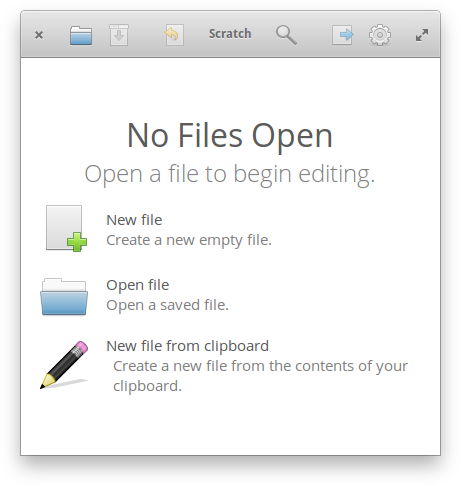 Scratch
No Files Open
Open a file to begin editing.
New file
Create a new empty file.
Open file
Open a saved file.
New file from clipboard
Create a new file from the contents of your
clipboard.